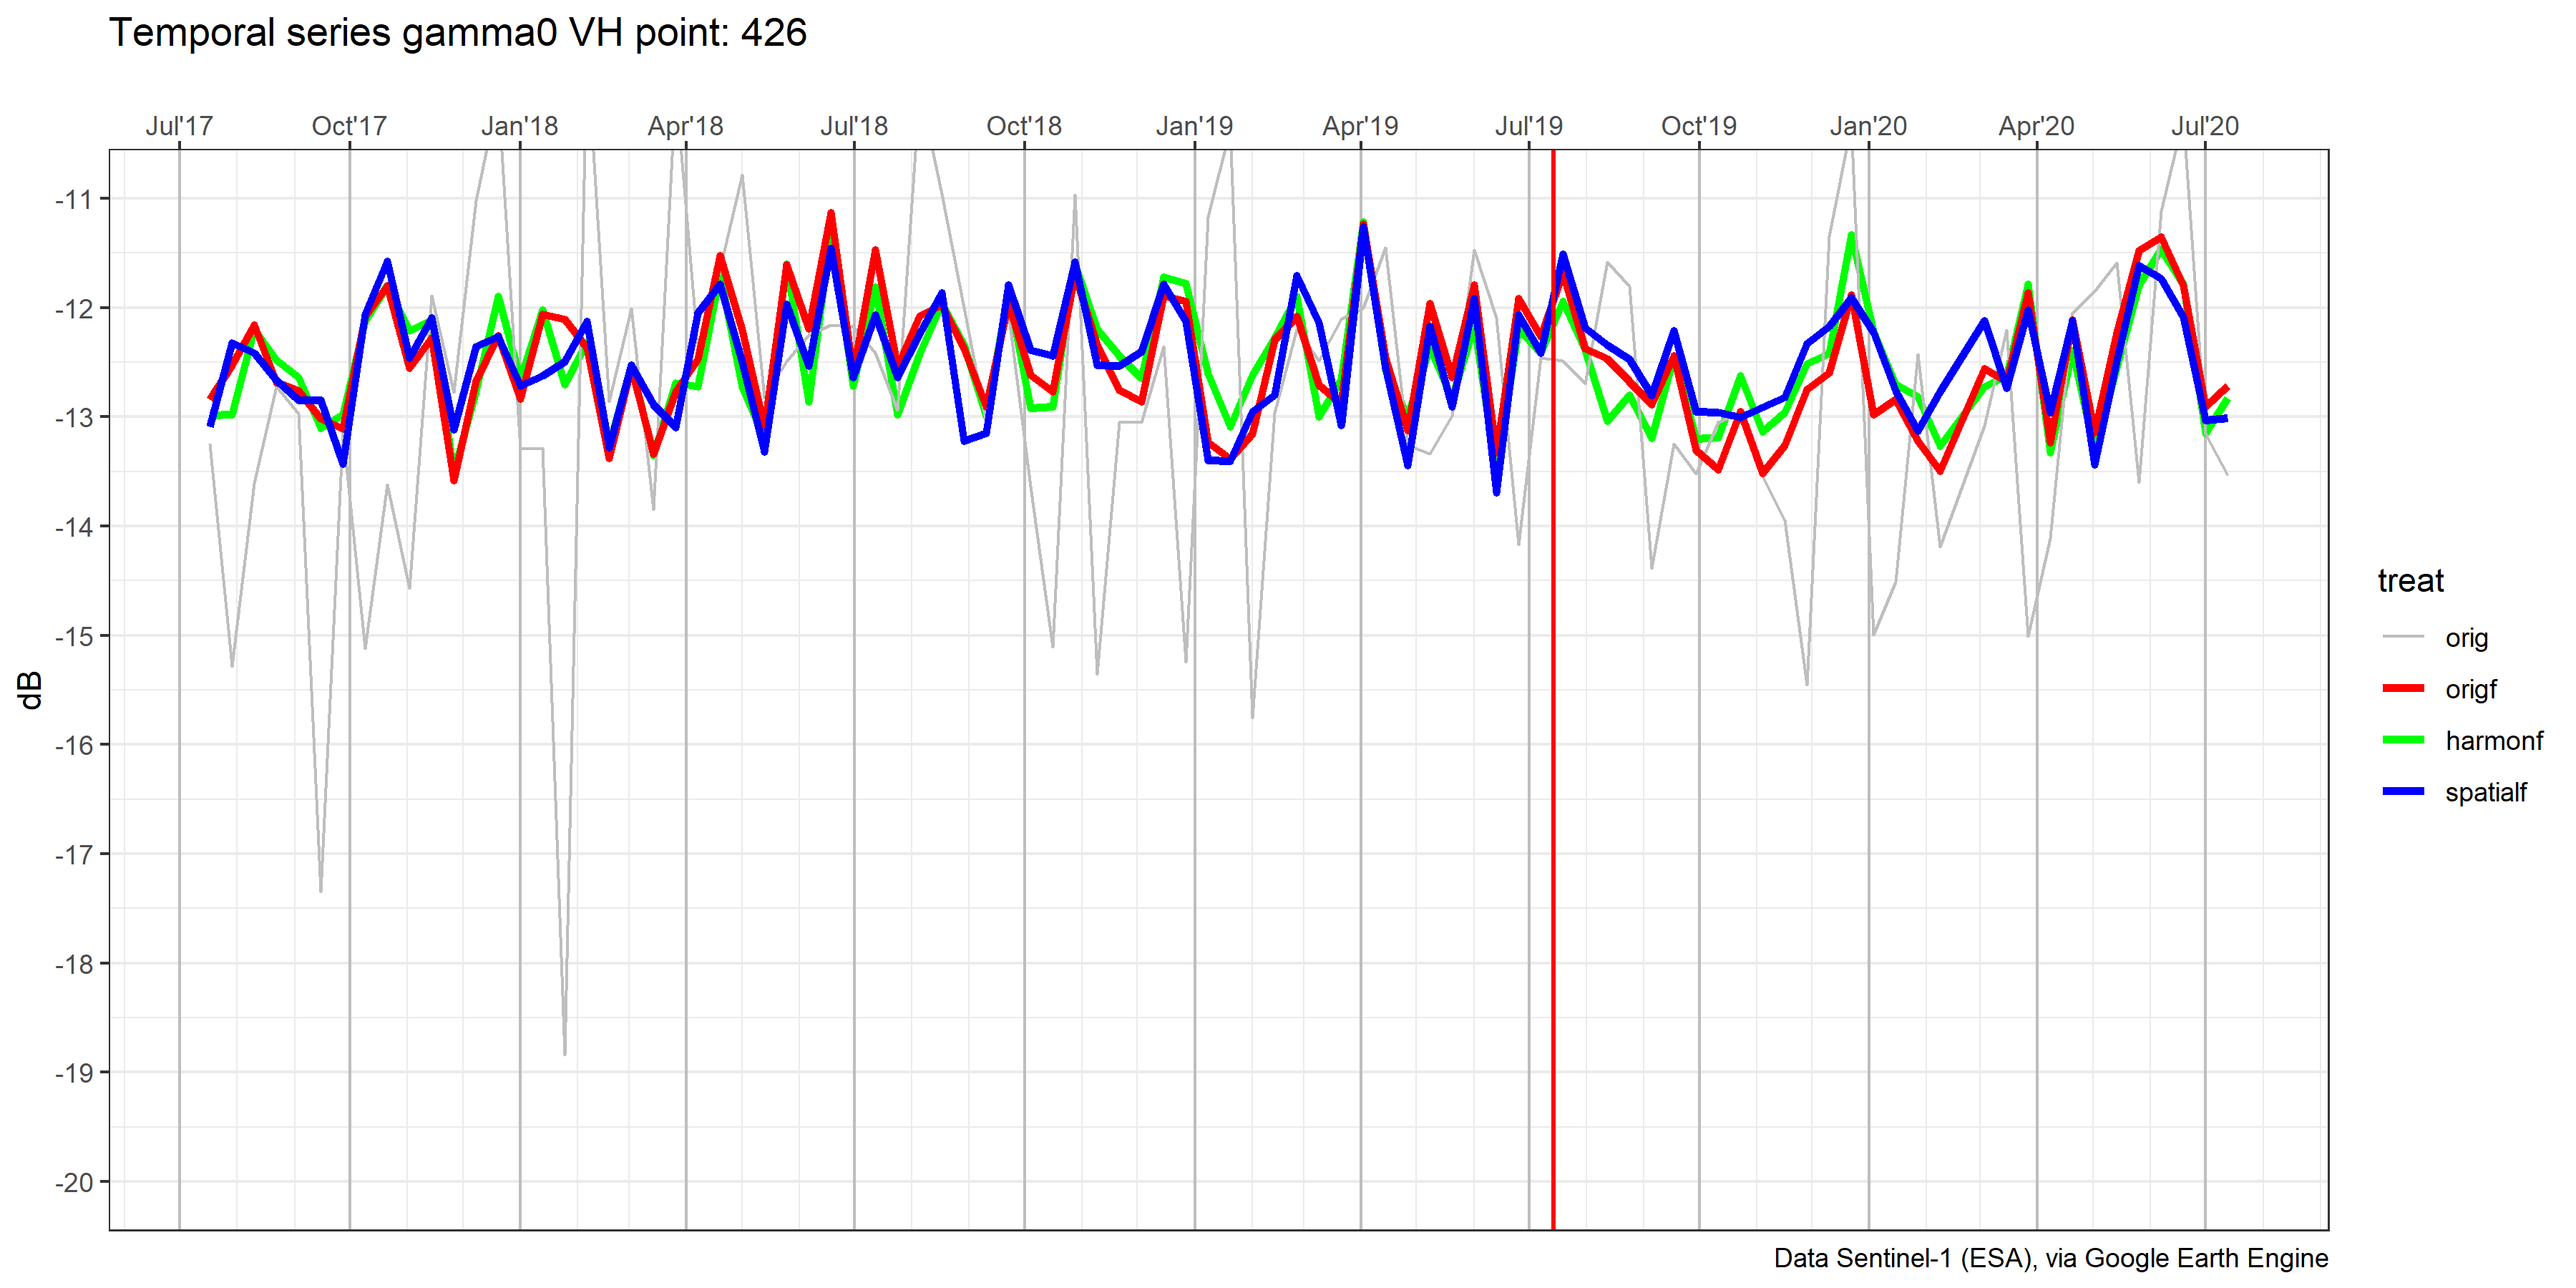 Temporal series gamma0 VH point: 426
Jul'17 Oct'17 Jan'18 Apr'18 Jul'18 Oct'18 Jan'19 Apr'19 Jul'19 Oct'19 Jan'20 Apr'20 Jul'20
-11
-12
-13
-14
-15
-16
-17
-18
-19
-20
dB
treat
orig
origf
harmonf
spatialf
Data Sentinel-1 (ESA), via Google Earth Engine